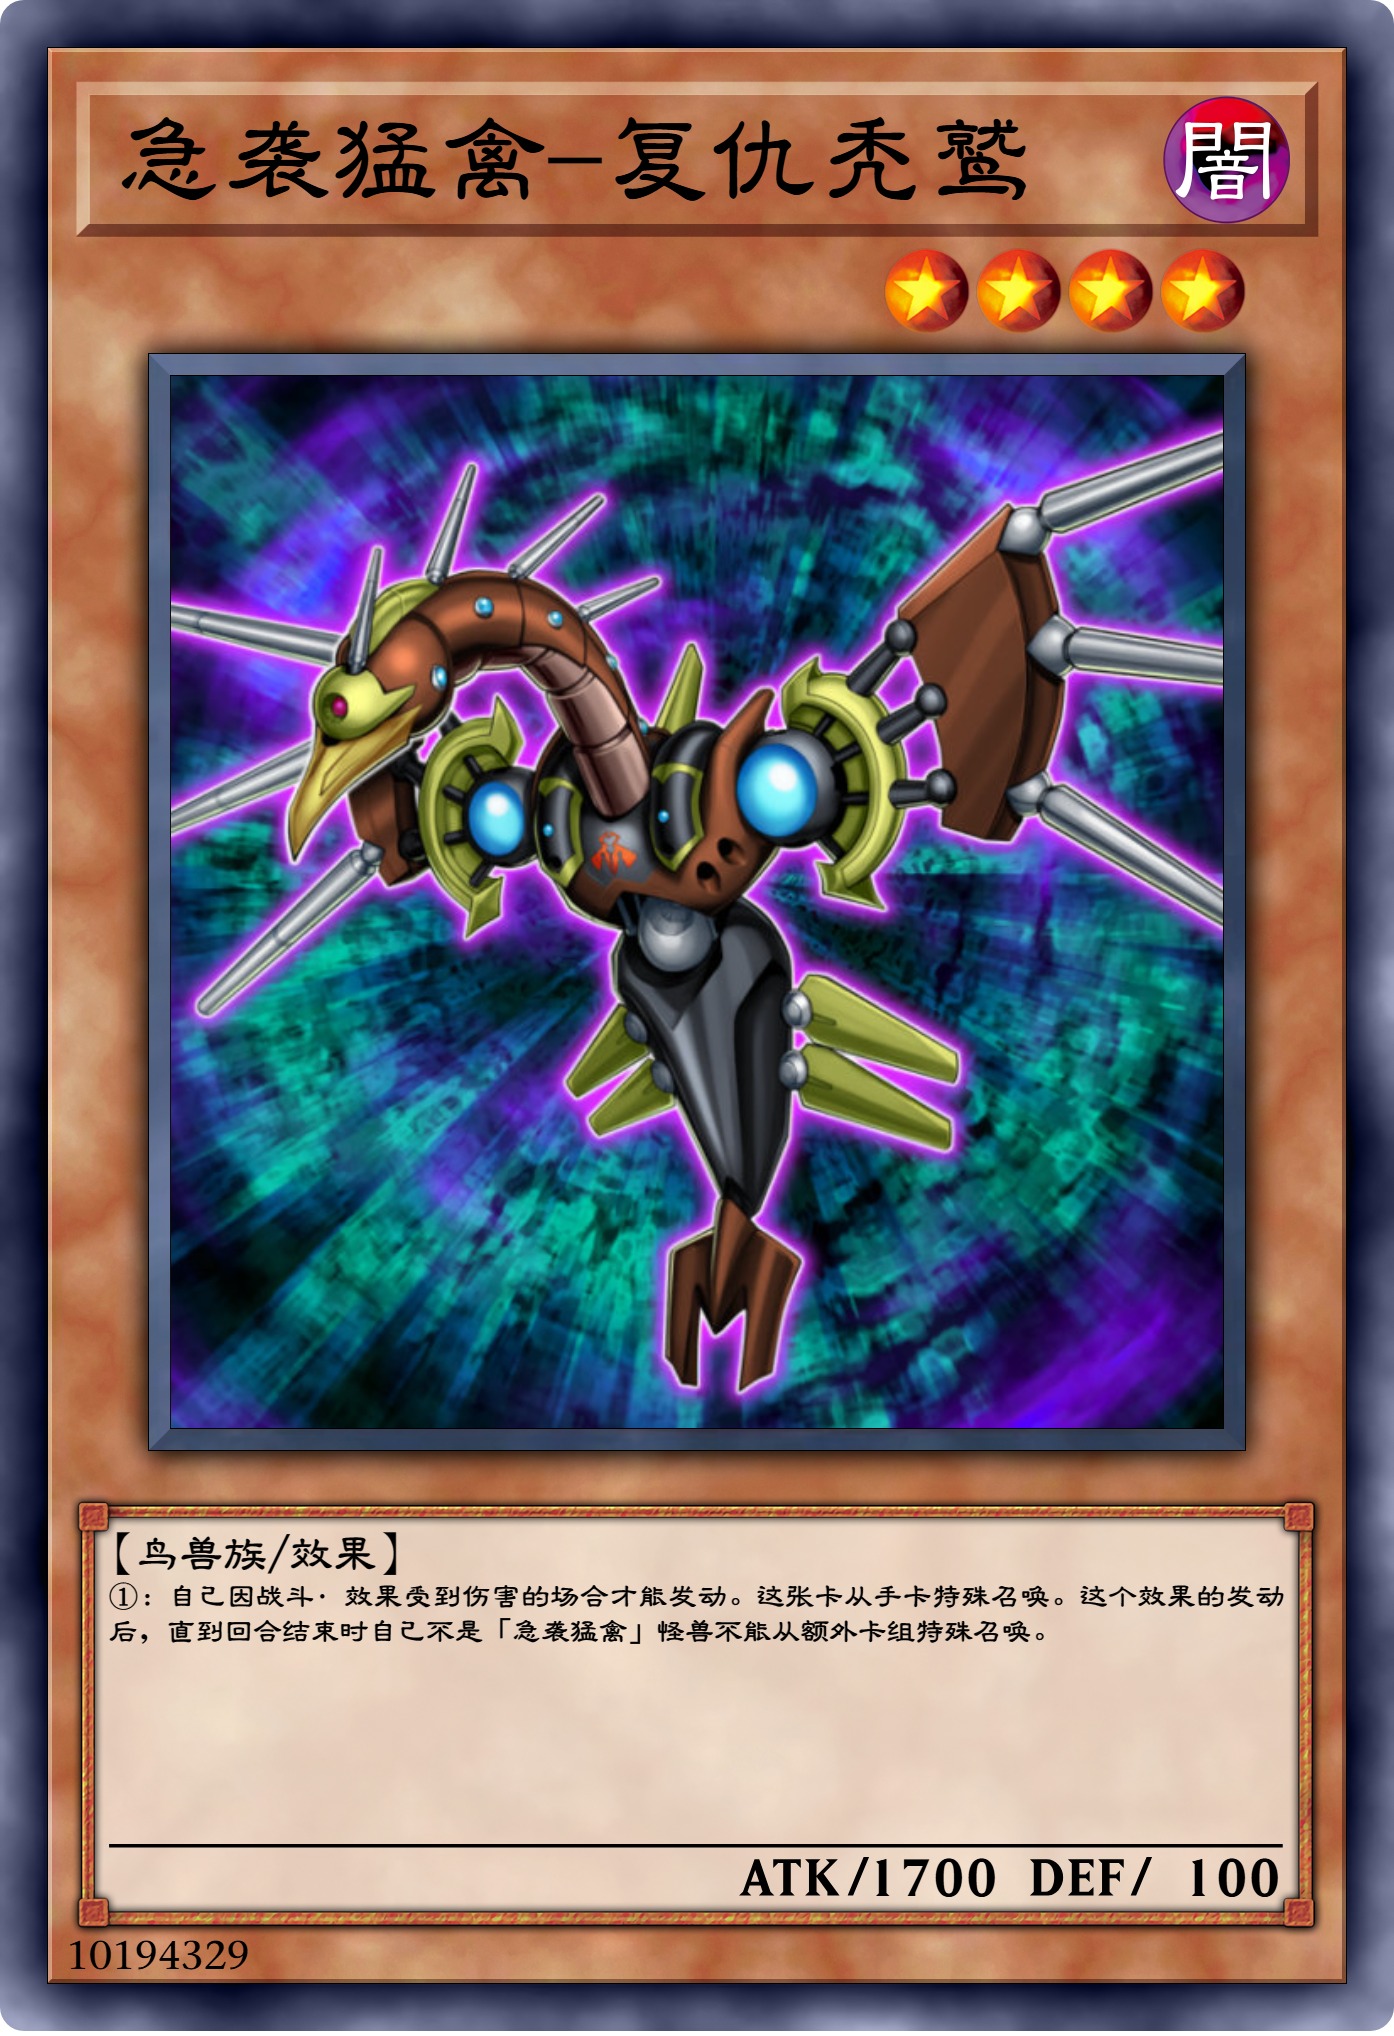 急袭猛禽-复仇秃鹫
闇
【鸟兽族/效果】
①：自己因战斗·效果受到伤害的场合才能发动。这张卡从手卡特殊召唤。这个效果的发动
后，直到回合结束时自己不是「急袭猛禽」怪兽不能从额外卡组特殊召唤。
ATK/1700 DEF/ 100
10194329